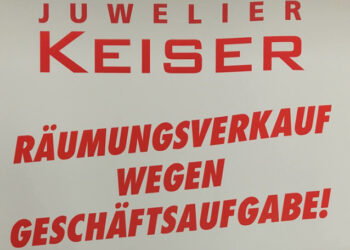 JUWELIER
KEISER
RÄUMUNGSVERKAUF
WEGEN
GESCHÄFTSAUFGABE!